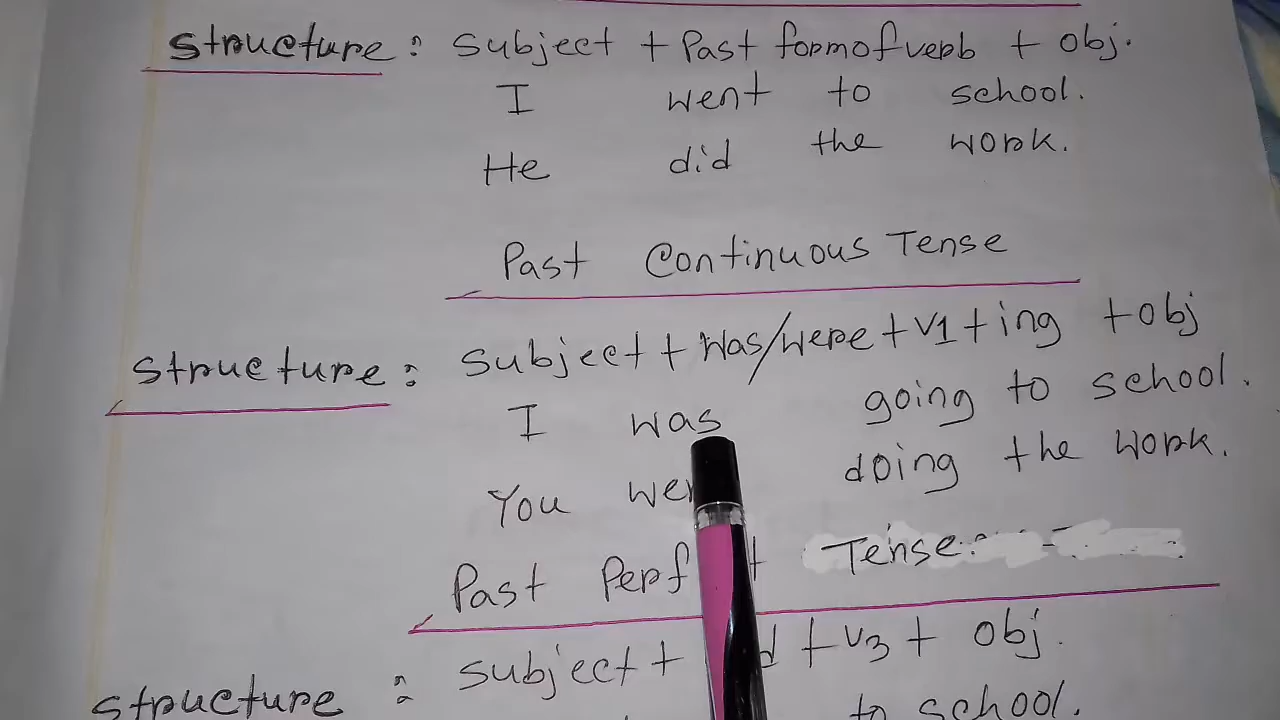 Structure : Subject + Past form of verb + obj.
I went to school.
He did the work.
Past Continuous Tense
Structure : Subject + Was/were + V1 + ing + obj
I was going to school.
You doing the work.
Past Tense.
Subject + + V3 + obj.
Structure :
to school.